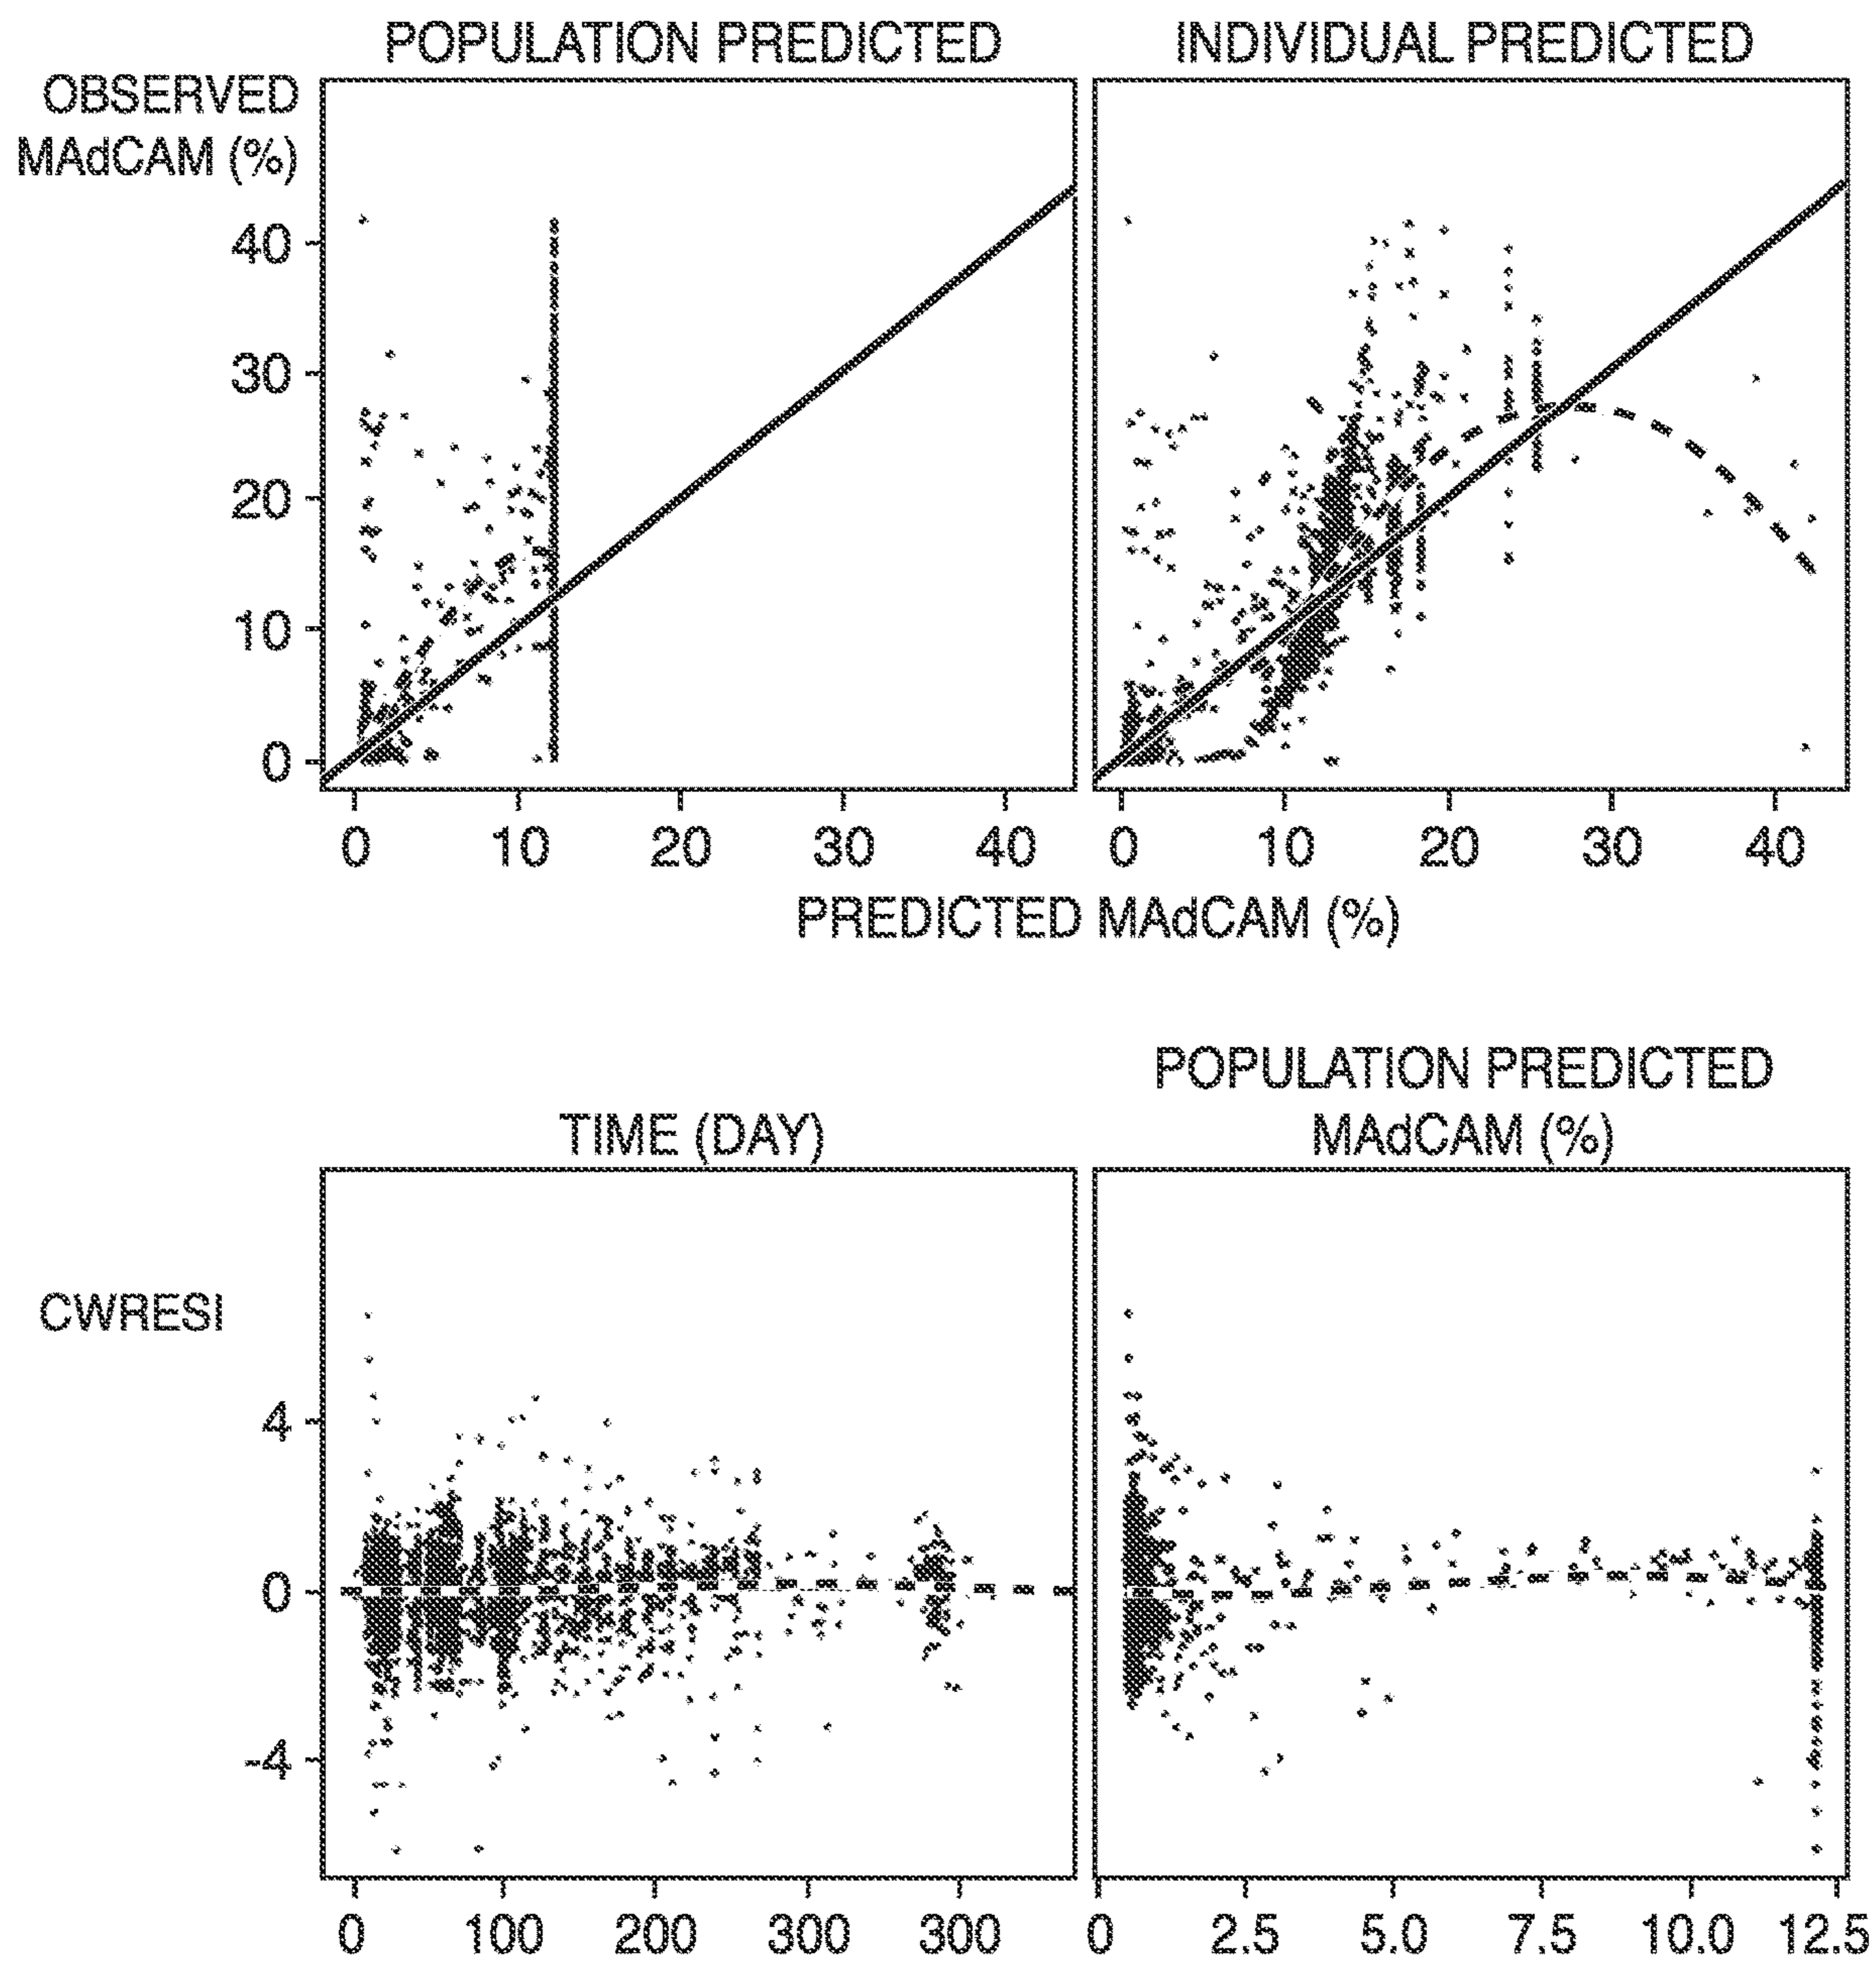 POPULATION PREDICTED
INDIVIDUAL PREDICTED
OBSERVED
MAdCAM (%)
40
30
20
10
0
0 10 20 30 40
0 10 20 30 40
PREDICTED MAdCAM (%)
TIME (DAY)
POPULATION PREDICTED
MAdCAM (%)
CWRESI
4
0
-4
0 100 200 300 300
0 2.5 5.0 7.5 10.0 12.5